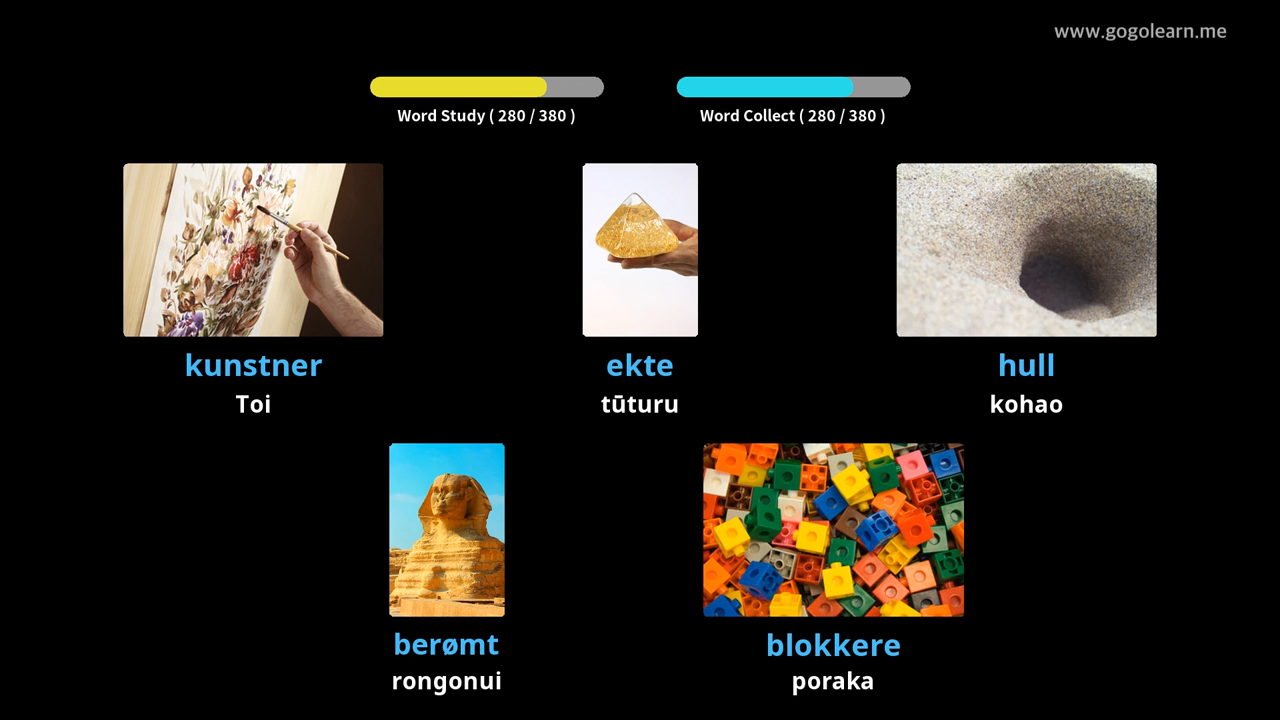 www.gogolearn.me
Word Study ( 280 / 380 )
Word Collect ( 280 / 380 )
kunstner
Toi
ekte
tūturu
hull
kohao
berømt
rongonui
blokkere
poraka